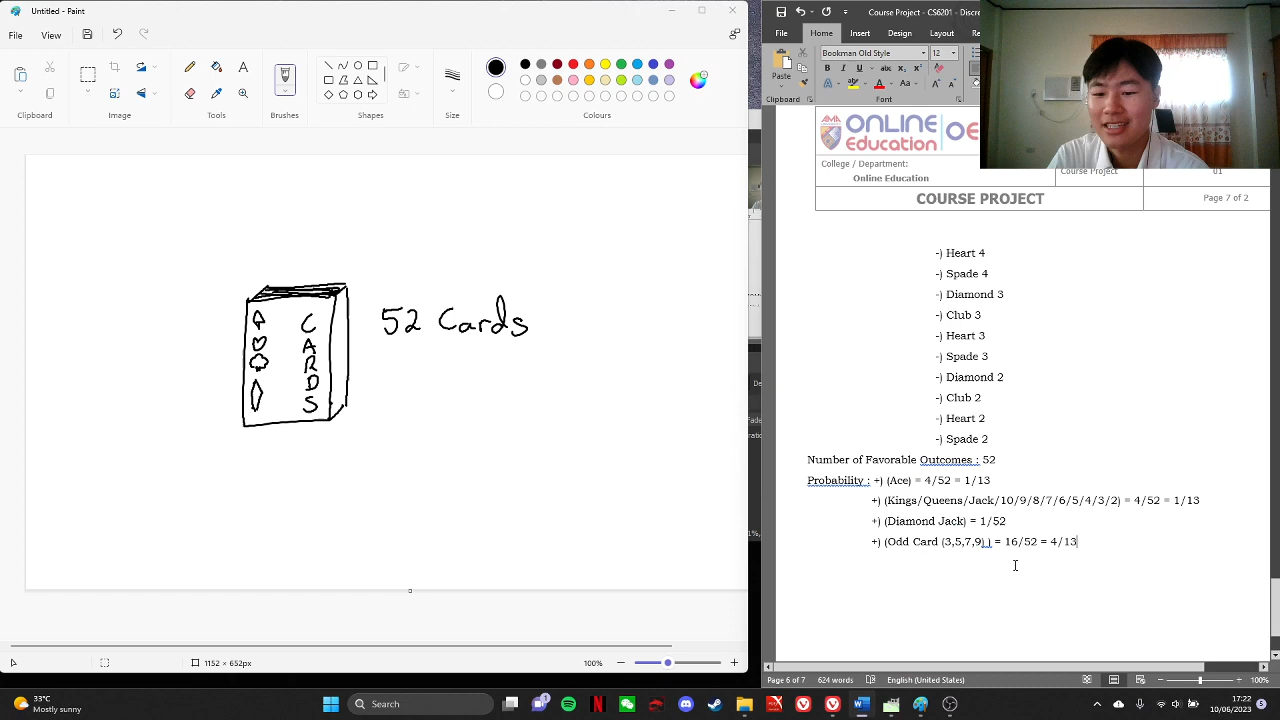 Untitled - Paint
File View
Clipboard Image Tools Brushes Shapes Size Colours
52 Cards
C
A
R
D
S
1152 × 652px
100%
Course Project - CS6201 - Discre
File Home Insert Draw Design Layout
Paste
Bookman Old Style 12
Clipboard Font
AMA
ONLINE OE
Education
College / Department:
Online Education
Course Project 01
COURSE PROJECT Page 7 of 2
-) Heart 4
-) Spade 4
-) Diamond 3
-) Club 3
-) Heart 3
-) Spade 3
-) Diamond 2
-) Club 2
-) Heart 2
-) Spade 2
Number of Favorable Outcomes : 52
Probability : +) (Ace) = 4/52 = 1/13
+) (Kings/Queens/Jack/10/9/8/7/6/5/4/3/2) = 4/52 = 1/13
+) (Diamond Jack) = 1/52
+) (Odd Card (3,5,7,9) ) = 16/52 = 4/13
Page 6 of 7 624 words English (United States) 100%
33°C
Mostly sunny
Search
17:22
10/06/2023